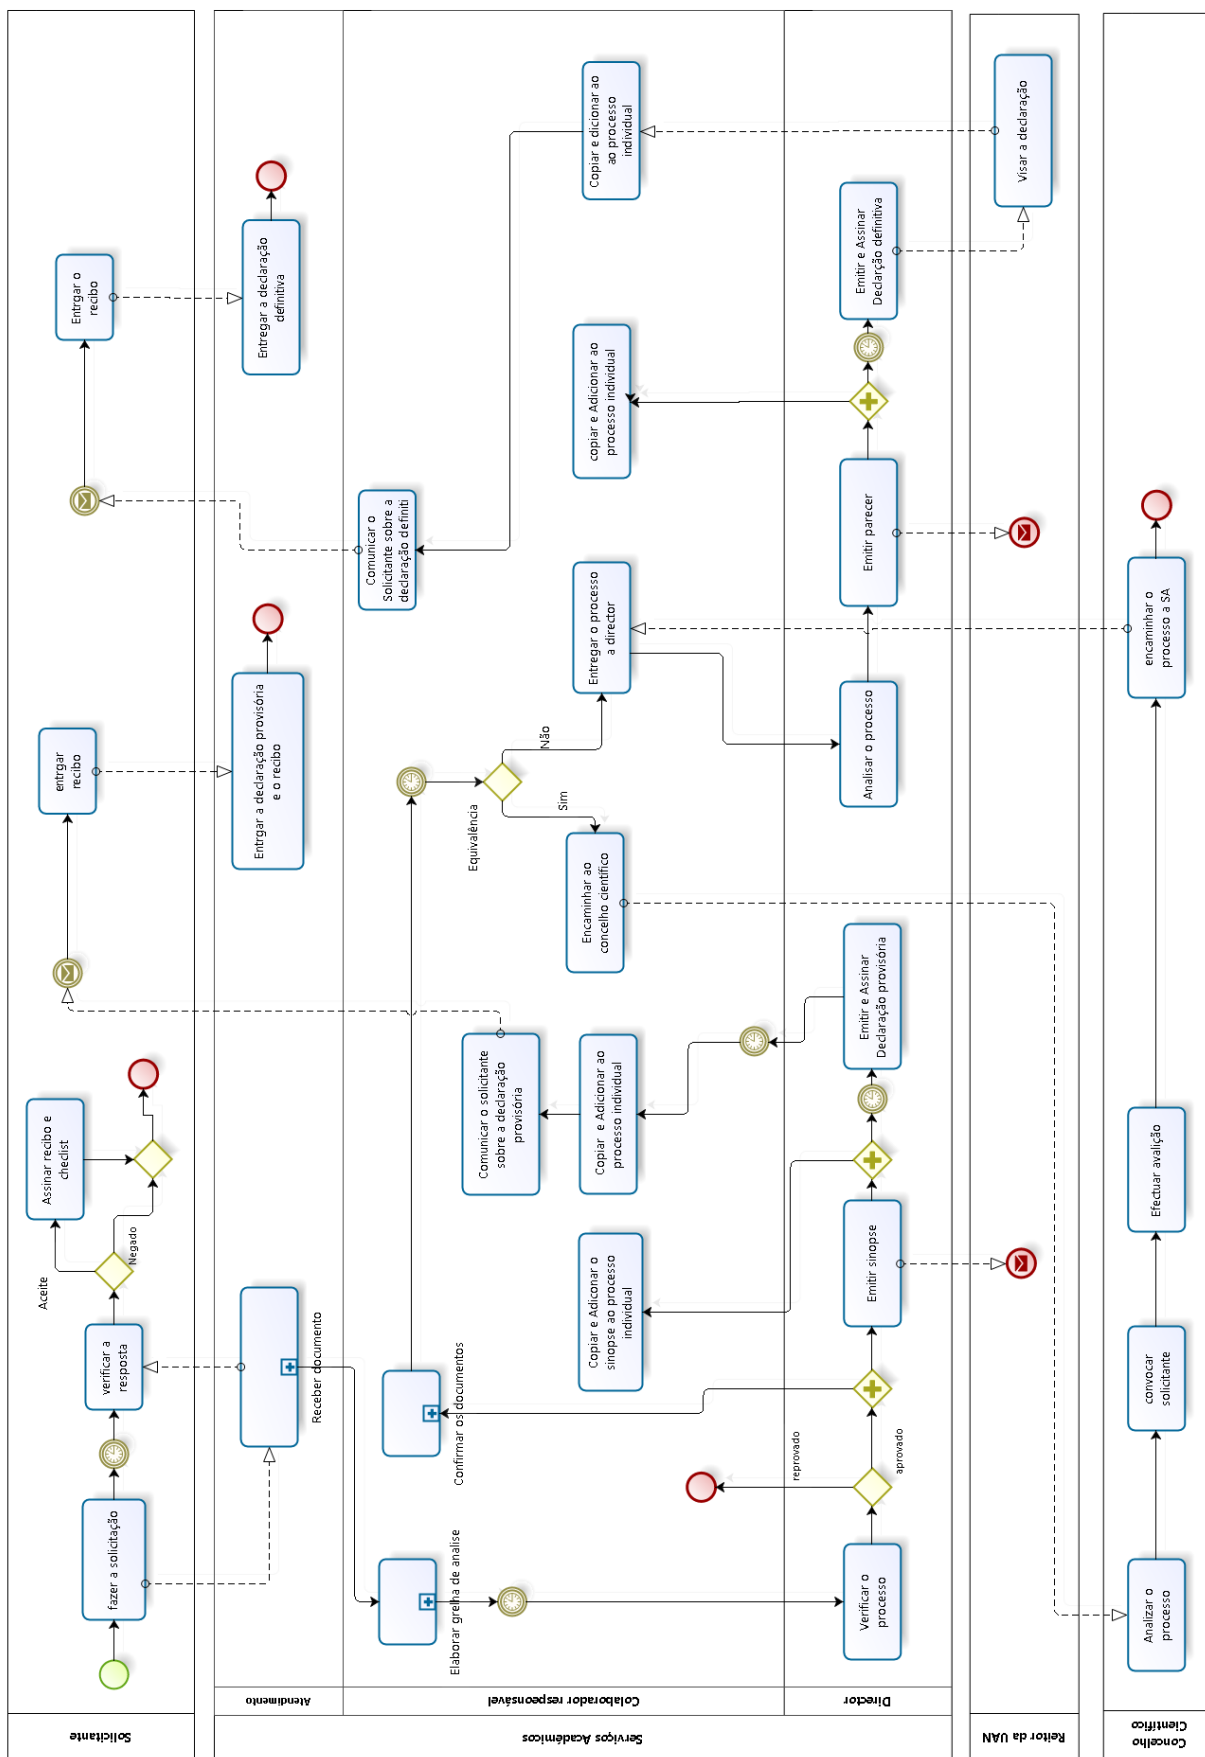 Solicitante
fazer a solicitação
verificar a
resposta
Aceite
Negado
Assinar recibo e
checlist
entrgar
recibo
Entrgar o
recibo
Serviços Académicos
Atendimento
Receber documento
Entrgar a declaração provisória
e o recibo
Entregar a declaração
definitiva
Colaborador responsável
Elaborar grelha de analise
Confirmar os documentos
Copiar e Adiconar o
sinopse ao processo
individual
Comunicar o solicitante
sobre a declaração
provisória
Copiar e Adicionar ao
processo individual
Equivalência
Sim
Não
Encaminhar ao
concelho científico
Entregar o processo
a director
Comunicar o
Solicitante sobre a
declaração definiti
copiar e Adicionar ao
processo individual
Copiar e dicionar ao
ao processo
individual
Director
Verificar o
processo
reprovado
aprovado
Emitir sinopse
Emitir e Assinar
Declaração provisória
Analisar o processo
Emitir parecer
Emitir e Assinar
Declarção definitiva
Reitor da UAN
Visar a declaração
Concelho
Científico
Analizar o
processo
convocar
solicitante
Efectuar avalição
encaminhar o
processo a SA